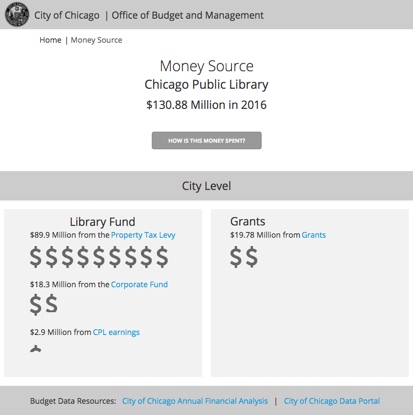 City of Chicago | Office of Budget and Management
Home | Money Source
Money Source
Chicago Public Library
$130.88 Million in 2016
HOW IS THIS MONEY SPENT?
City Level
Library Fund
$89.9 Million from the Property Tax Levy
$$$$$$$$$
$18.3 Million from the Corporate Fund
$$
$2.9 Million from CPL earnings
Grants
$19.78 Million from Grants
$$
Budget Data Resources: City of Chicago Annual Financial Analysis | City of Chicago Data Portal